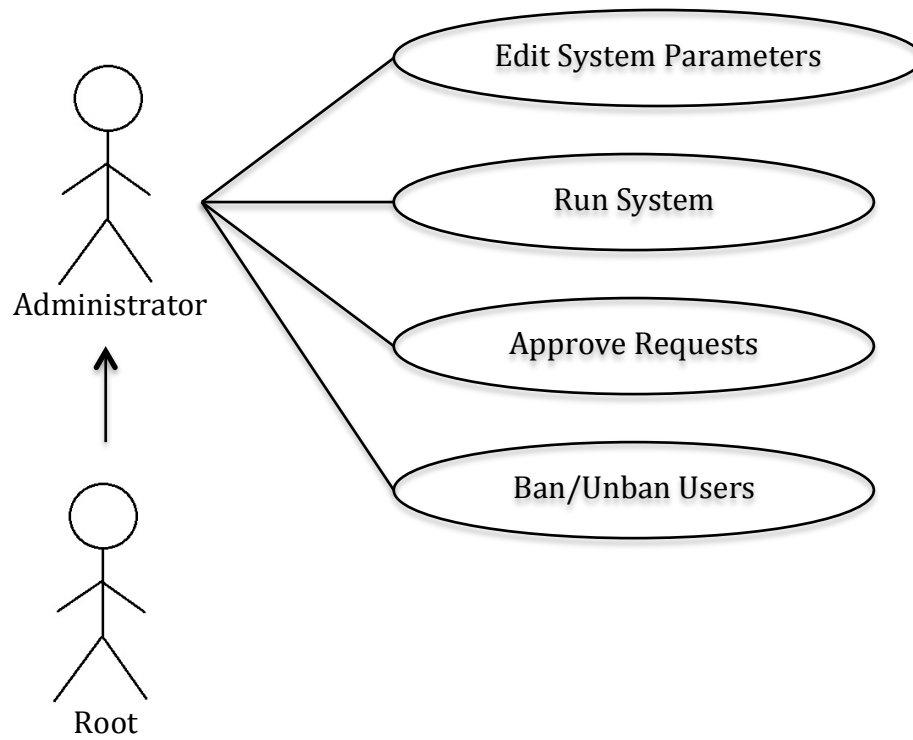 Edit System Parameters
Run System
Administrator
Approve Requests
Ban/Unban Users
Root